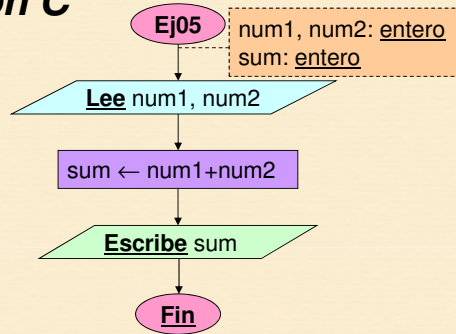 C
Ej05
num1, num2: entero
sum: entero
Lee num1, num2
sum ← num1+num2
Escribe sum
Fin